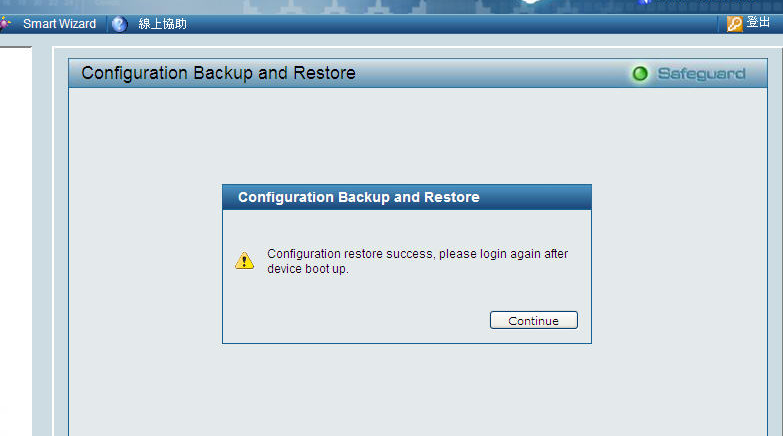 Smart Wizard 線上協助 登出
Configuration Backup and Restore Safeguard
Configuration Backup and Restore
Configuration restore success, please login again after
device boot up.
Continue